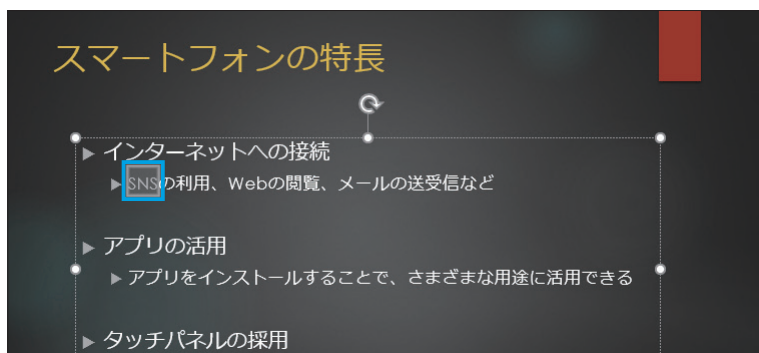 スマートフォンの特長
インターネットへの接続
SNSの利用、Webの閲覧、メールの送受信など
アプリの活用
アプリをインストールすることで、さまざまな用途に活用できる
タッチパネルの採用